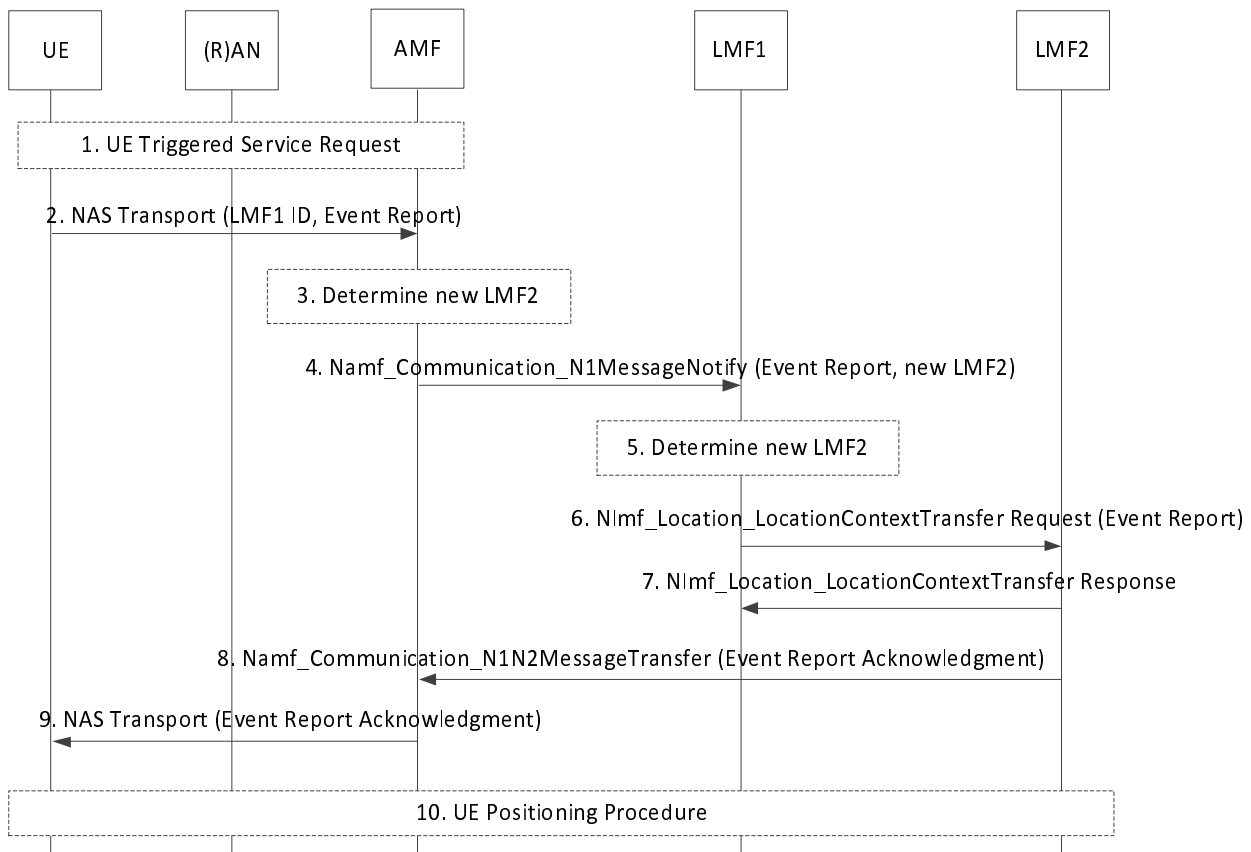 UE
(R)AN
AMF
LMF1
LMF2
1. UE Triggered Service Request
2. NAS Transport (LMF1 ID, Event Report)
3. Determine new LMF2
4. Namf_Communication_N1MessageNotify (Event Report, new LMF2)
5. Determine new LMF2
6. Nlmf_Location_LocationContextTransfer Request (Event Report)
7. Nlmf_Location_LocationContextTransfer Response
8. Namf_Communication_N1N2MessageTransfer (Event Report Acknowledgment)
9. NAS Transport (Event Report Acknowledgment)
10. UE Positioning Procedure